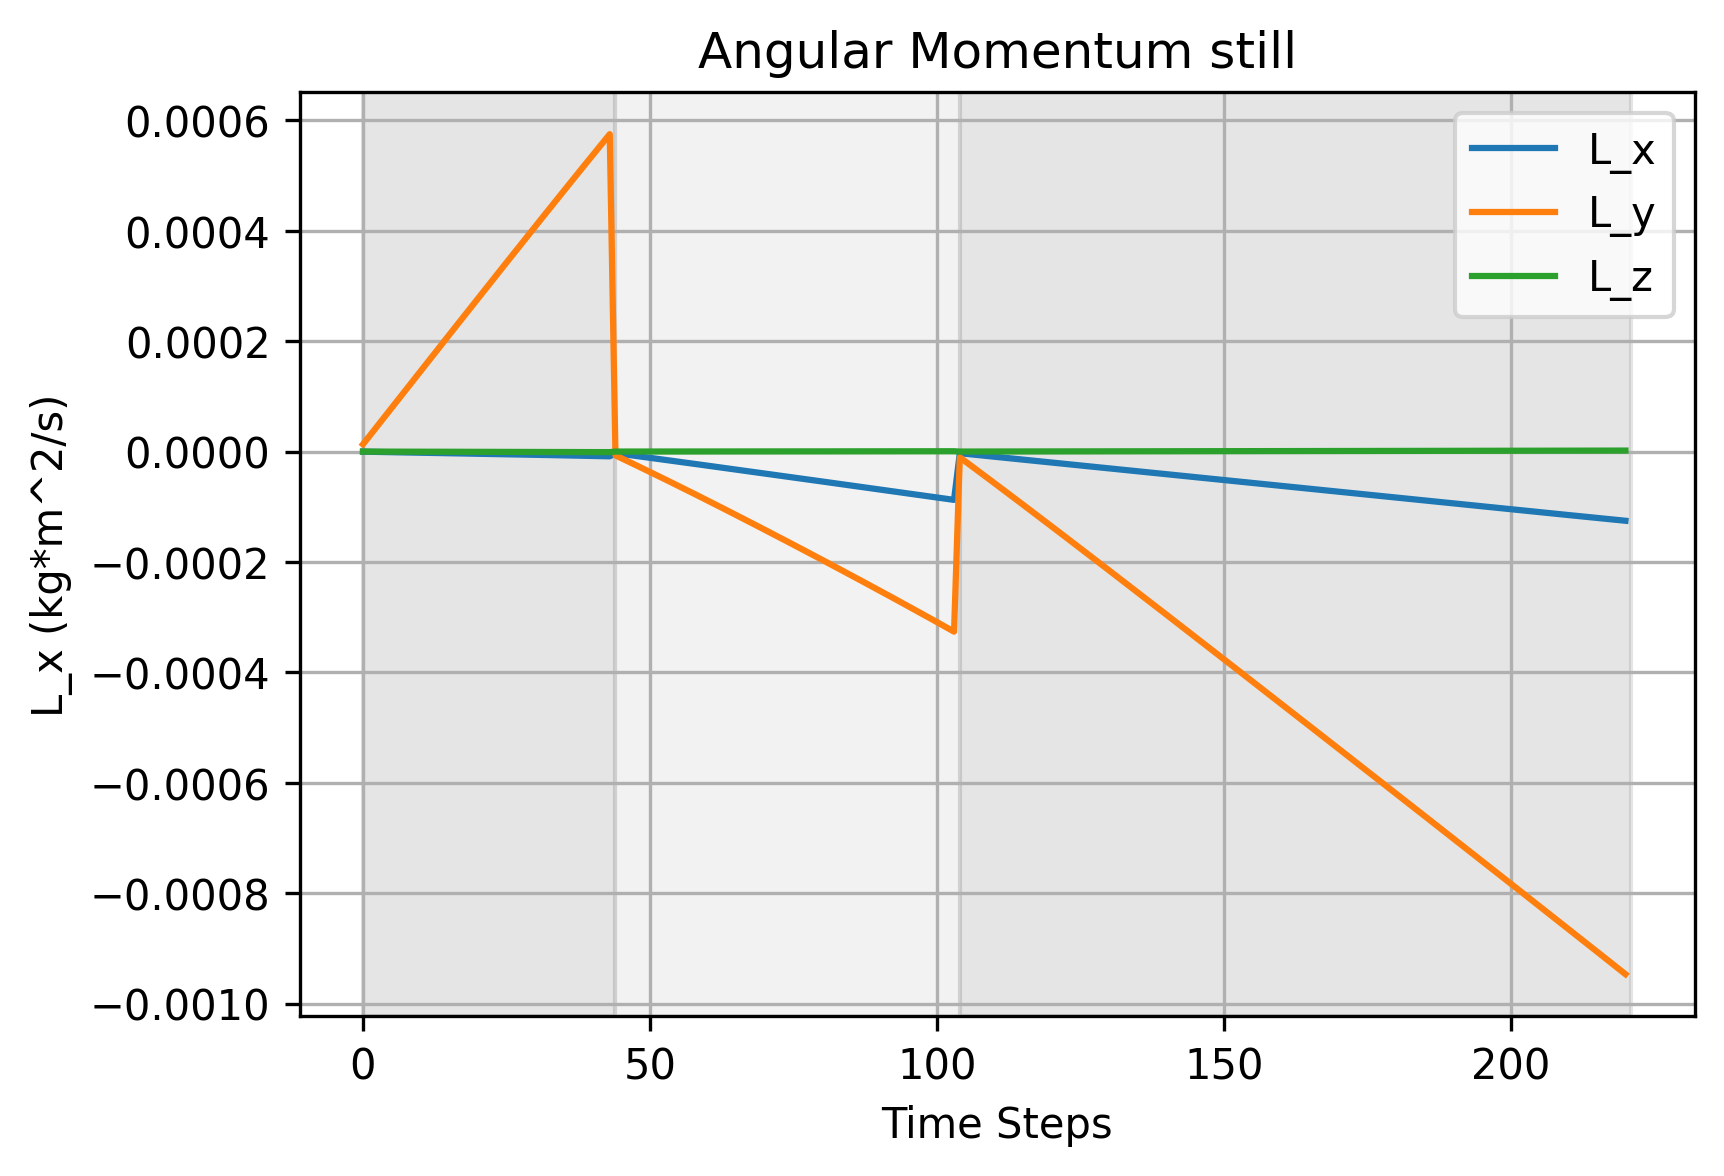 Angular Momentum still
L_x (kg*m^2/s)
0.0006
0.0004
0.0002
0.0000
−0.0002
−0.0004
−0.0006
−0.0008
−0.0010
L_x
L_y
L_z
0 50 100 150 200
Time Steps